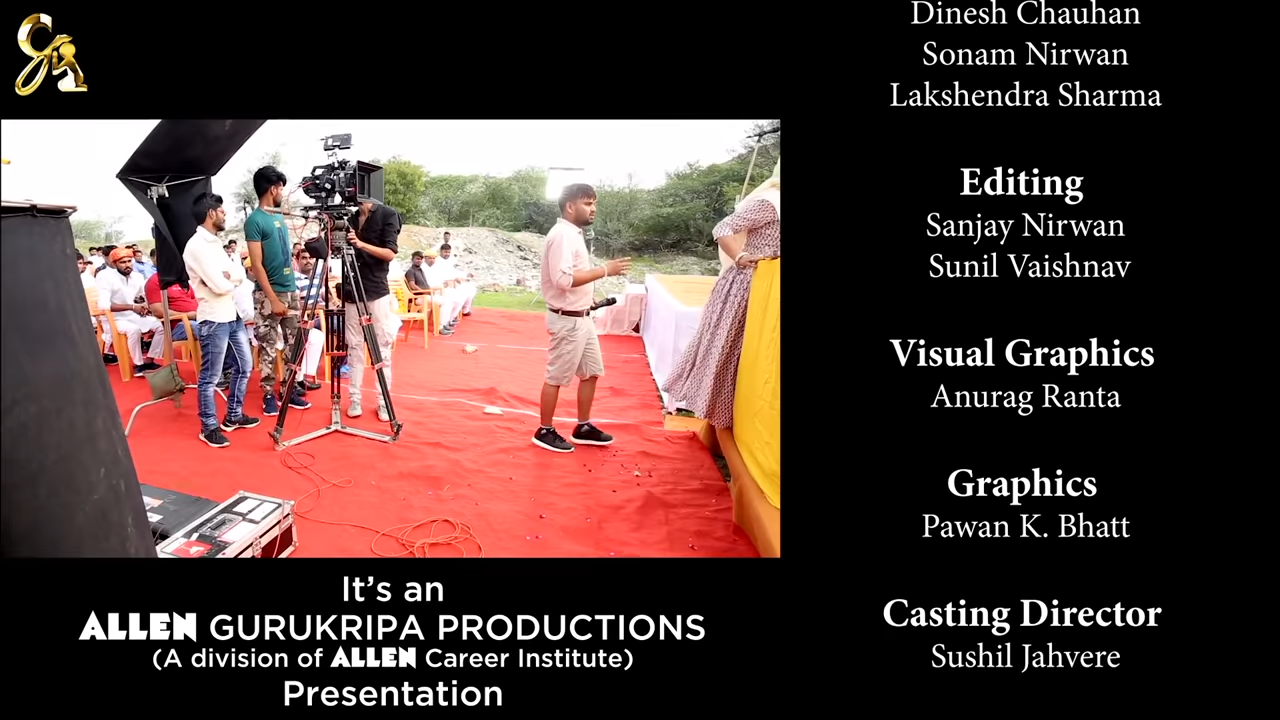 Dinesh Chauhan
Sonam Nirwan
Lakshendra Sharma
Editing
Sanjay Nirwan
Sunil Vaishnav
Visual Graphics
Anurag Ranta
Graphics
Pawan K. Bhatt
Casting Director
Sushil Jahvere
It's an
ALLEN GURUKRIPA PRODUCTIONS
(A division of ALLEN Career Institute)
Presentation